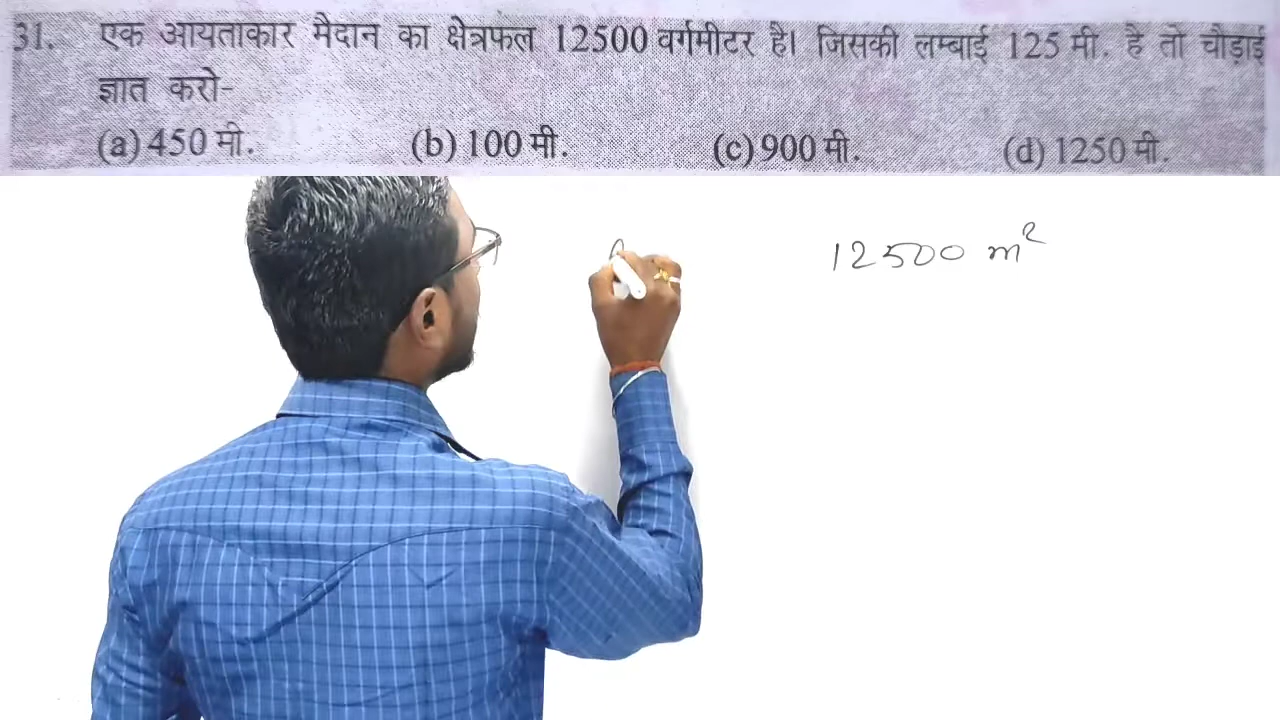 31. एक आयताकार मैदान का क्षेत्रफल 12500 वर्गमीटर है। जिसकी लम्बाई 125 मी. है तो चौड़ाई
ज्ञात करो-
(a) 450 मी. (b) 100 मी. (c) 900 मी. (d) 1250 मी.
12500 m²